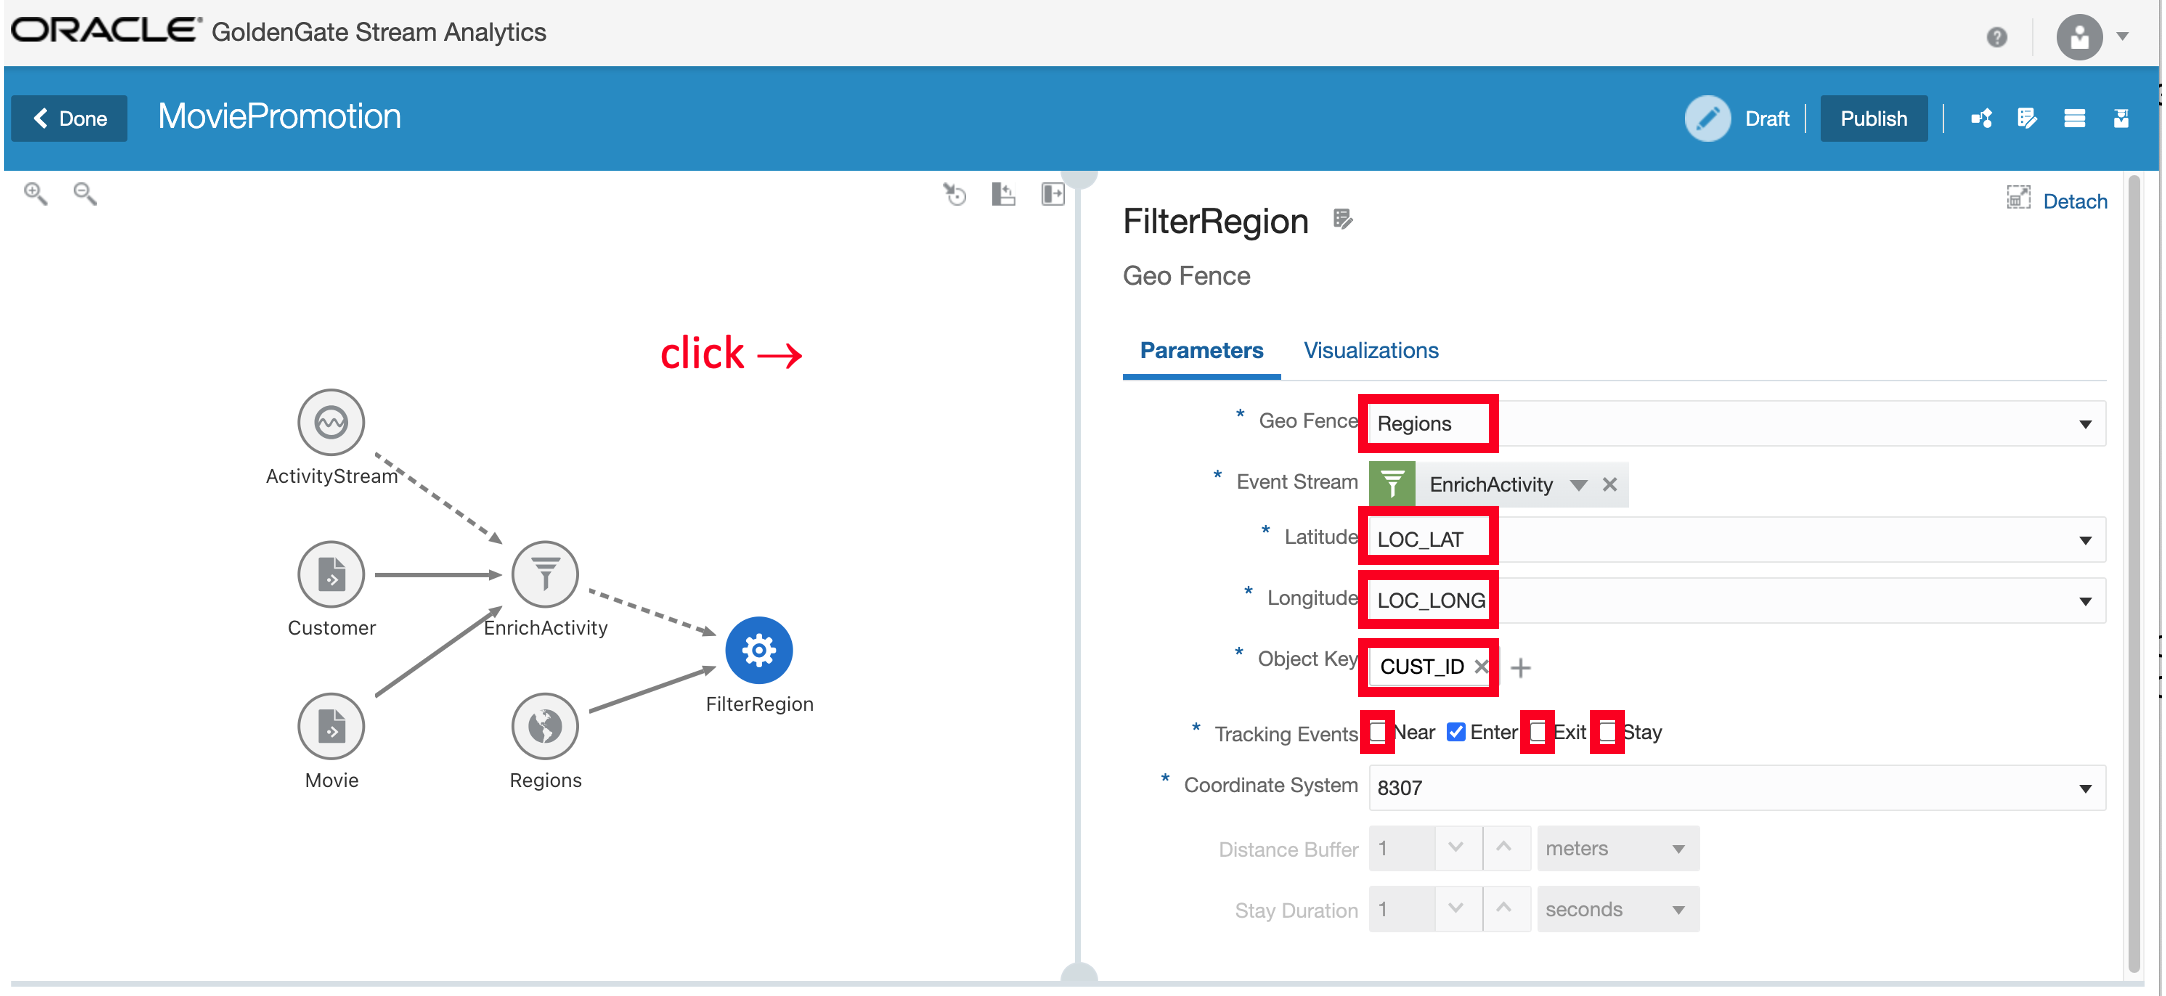 ORACLE® GoldenGate Stream Analytics
Done
MoviePromotion
Draft
Publish
click →
ActivityStream
Customer
EnrichActivity
FilterRegion
Movie
Regions
Detach
FilterRegion
Geo Fence
Parameters
Visualizations
* Geo Fence Regions
* Event Stream EnrichActivity
* Latitude LOC_LAT
* Longitude LOC_LONG
* Object Key CUST_ID
* Tracking Events Near Enter Exit Stay
* Coordinate System 8307
Distance Buffer 1 meters
Stay Duration 1 seconds